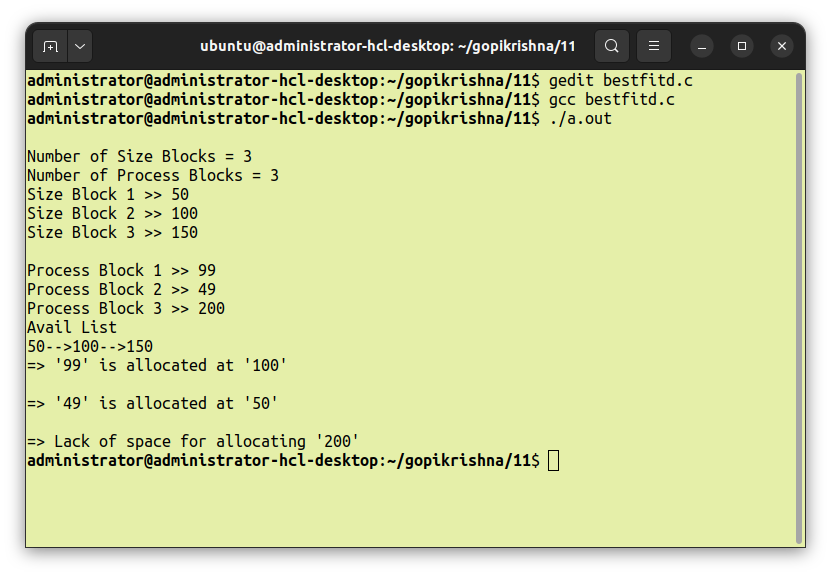 ubuntu@administrator-hcl-desktop: ~/gopikrishna/11
administrator@administrator-hcl-desktop:~/gopikrishna/11$ gedit bestfitd.c
administrator@administrator-hcl-desktop:~/gopikrishna/11$ gcc bestfitd.c
administrator@administrator-hcl-desktop:~/gopikrishna/11$ ./a.out
Number of Size Blocks = 3
Number of Process Blocks = 3
Size Block 1 >> 50
Size Block 2 >> 100
Size Block 3 >> 150
Process Block 1 >> 99
Process Block 2 >> 49
Process Block 3 >> 200
Avail List
50-->100-->150
=> '99' is allocated at '100'
=> '49' is allocated at '50'
=> Lack of space for allocating '200'
administrator@administrator-hcl-desktop:~/gopikrishna/11$